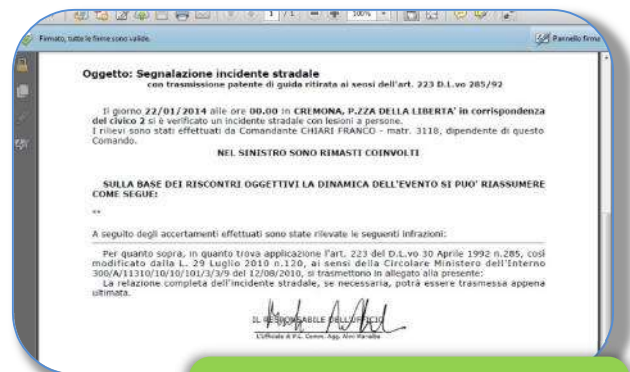 1 / 1
100%
Firmato, tutte le firme sono valide.
Pannello firma
Oggetto: Segnalazione incidente stradale
con trasmissione patente di guida ritirata ai sensi dell'art. 223 D.L.vo 285/92
Il giorno 22/01/2014 alle ore 00.00 in CREMONA, P.ZZA DELLA LIBERTA' in corrispondenza
del civico 2 si è verificato un incidente stradale con lesioni a persone.
I rilievi sono stati effettuati da Comandante CHIARI FRANCO - matr. 3118, dipendente di questo
Comando.
NEL SINISTRO SONO RIMASTI COINVOLTI
SULLA BASE DEI RISCONTRI OGGETTIVI LA DINAMICA DELL'EVENTO SI PUO' RIASSUMERE
COME SEGUE:
**
A seguito degli accertamenti effettuati sono state rilevate le seguenti infrazioni:
Per quanto sopra, in quanto trova applicazione l'art. 223 del D.L.vo 30 Aprile 1992 n.285, così
modificato dalla L. 29 Luglio 2010 n.120, ai sensi della Circolare Ministero dell'Interno
300/A/11310/10/10/101/3/3/9 del 12/08/2010, si trasmettono in allegato alla presente:
La relazione completa dell'incidente stradale, se necessaria, potrà essere trasmessa appena
ultimata.
IL RESPONSABILE DELL'UFFICIO
L'Ufficiale di P.L. Comm. Agg.